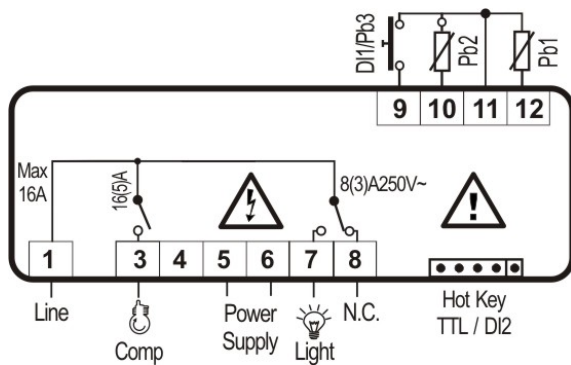 DI1/Pb3
Pb2
Pb1
9 10 11 12
Max
16A
16(5)A
8(3)A250V~
1 3 4 5 6 7 8
Line
Comp
Power
Supply
Light
N.C.
Hot Key
TTL / DI2